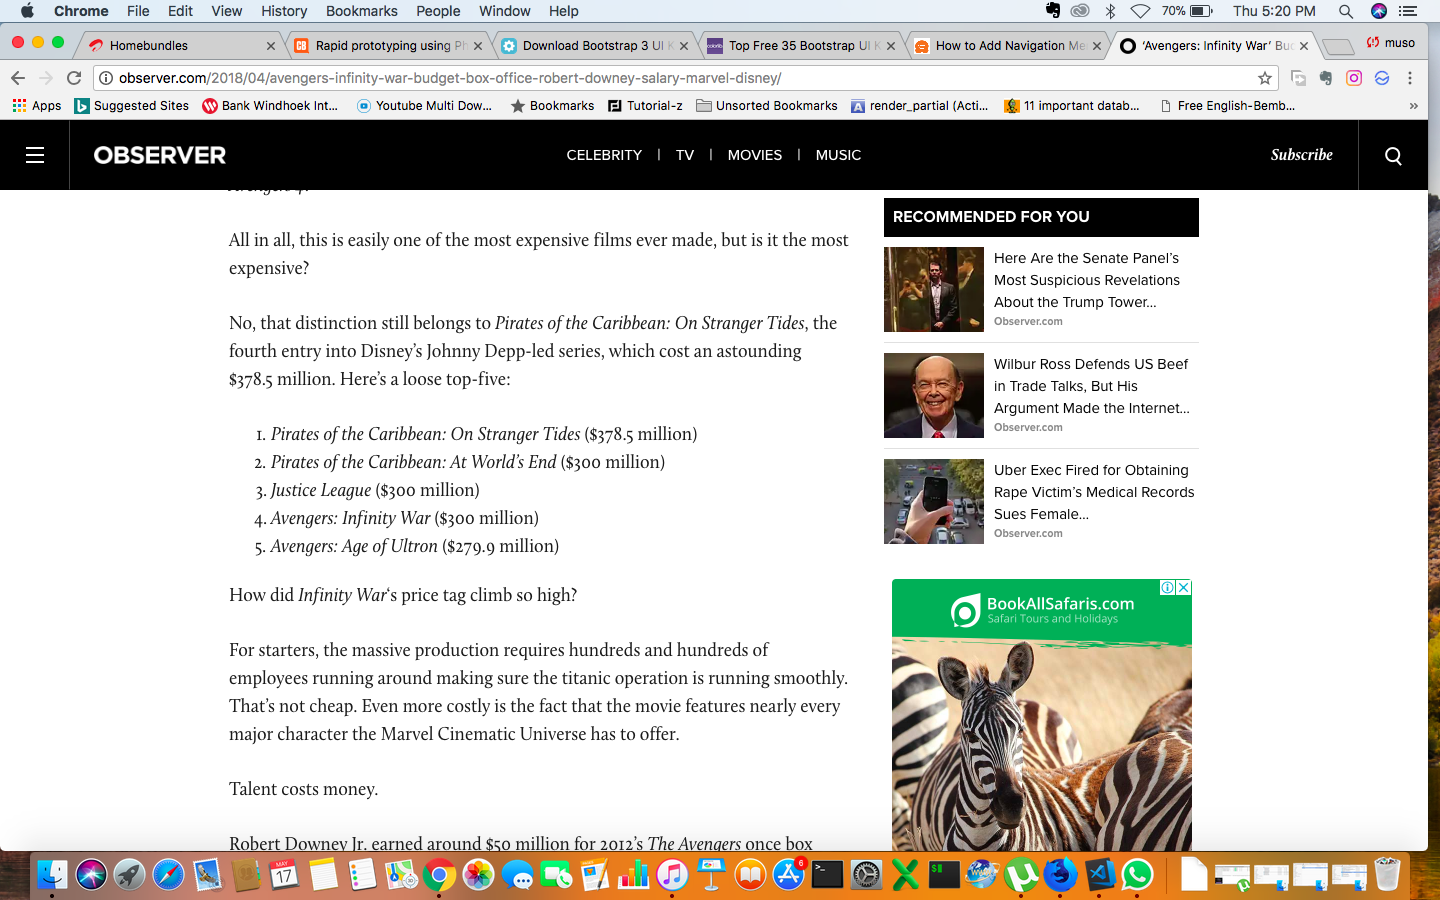 Chrome File Edit View History Bookmarks People Window Help 70% Thu 5:20 PM
Homebundles Rapid prototyping using Ph Download Bootstrap 3 UI K Top Free 35 Bootstrap UI K How to Add Navigation Me 'Avengers: Infinity War' Bud muso
observer.com/2018/04/avengers-infinity-war-budget-box-office-robert-downey-salary-marvel-disney/
Apps Suggested Sites Bank Windhoek Int... Youtube Multi Dow... Bookmarks Tutorial-z Unsorted Bookmarks render_partial (Acti... 11 important datab... Free English-Bemb... »
OBSERVER CELEBRITY | TV | MOVIES | MUSIC Subscribe
All in all, this is easily one of the most expensive films ever made, but is it the most
expensive?
No, that distinction still belongs to Pirates of the Caribbean: On Stranger Tides, the
fourth entry into Disney's Johnny Depp-led series, which cost an astounding
$378.5 million. Here's a loose top-five:
1. Pirates of the Caribbean: On Stranger Tides ($378.5 million)
2. Pirates of the Caribbean: At World's End ($300 million)
3. Justice League ($300 million)
4. Avengers: Infinity War ($300 million)
5. Avengers: Age of Ultron ($279.9 million)
How did Infinity War‘s price tag climb so high?
For starters, the massive production requires hundreds and hundreds of
employees running around making sure the titanic operation is running smoothly.
That's not cheap. Even more costly is the fact that the movie features nearly every
major character the Marvel Cinematic Universe has to offer.
Talent costs money.
Robert Downey Jr. earned around $50 million for 2012's The Avengers once box
RECOMMENDED FOR YOU
Here Are the Senate Panel's
Most Suspicious Revelations
About the Trump Tower...
Observer.com
Wilbur Ross Defends US Beef
in Trade Talks, But His
Argument Made the Internet...
Observer.com
Uber Exec Fired for Obtaining
Rape Victim's Medical Records
Sues Female...
Observer.com
BookAllSafaris.com
Safari Tours and Holidays
MAY
17
6